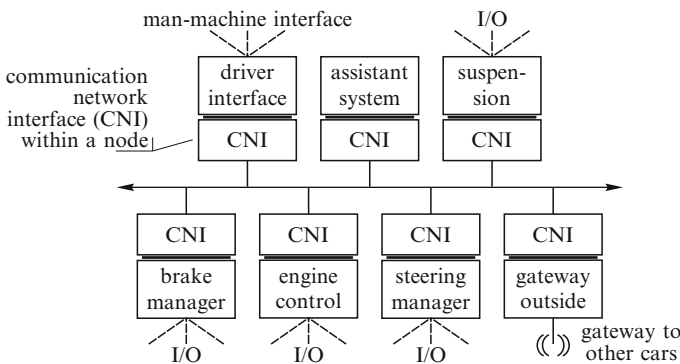 man-machine interface
I/O
communication
network
interface (CNI)
within a node
driver
interface
assistant
system
suspen-
sion
CNI
CNI
CNI
CNI
CNI
CNI
CNI
brake
manager
engine
control
steering
manager
gateway
outside
I/O
I/O
I/O
gateway to
other cars